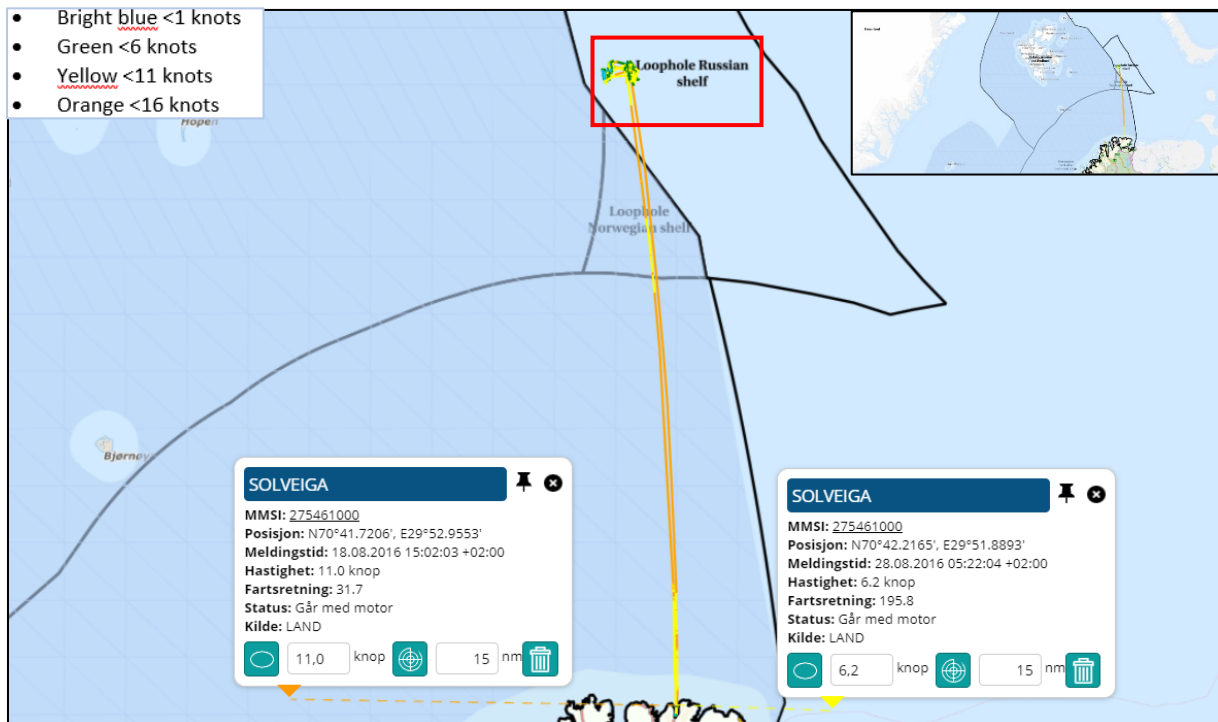 Bright blue <1 knots
Green <6 knots
Yellow <11 knots
Orange <16 knots
Hopen
Loophole Russian
shelf
Loophole
Norwegian shelf
Bjørnøya
SOLVEIGA
MMSI: 275461000
Posisjon: N70°41.7206', E29°52.9553'
Meldingstid: 18.08.2016 15:02:03 +02:00
Hastighet: 11.0 knop
Fartsretning: 31.7
Status: Går med motor
Kilde: LAND
11,0 knop 15 nm
SOLVEIGA
MMSI: 275461000
Posisjon: N70°42.2165', E29°51.8893'
Meldingstid: 28.08.2016 05:22:04 +02:00
Hastighet: 6.2 knop
Fartsretning: 195.8
Status: Går med motor
Kilde: LAND
6,2 knop 15 nm